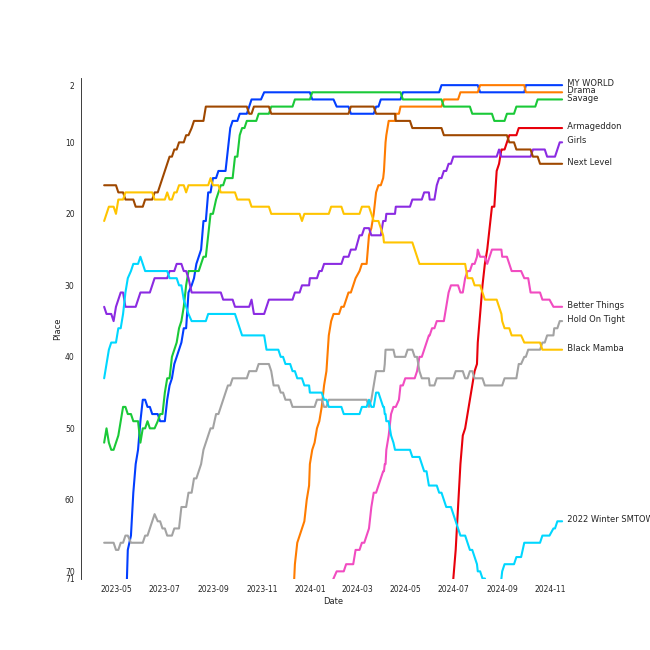 2
MY WORLD
Drama
Savage
Armageddon
10
Girls
Next Level
20
30
Better Things
Hold On Tight
Place
40
Black Mamba
50
60
2022 Winter SMTOW
70
71
2023-05 2023-07 2023-09 2023-11 2024-01 2024-03 2024-05 2024-07 2024-09 2024-11
Date